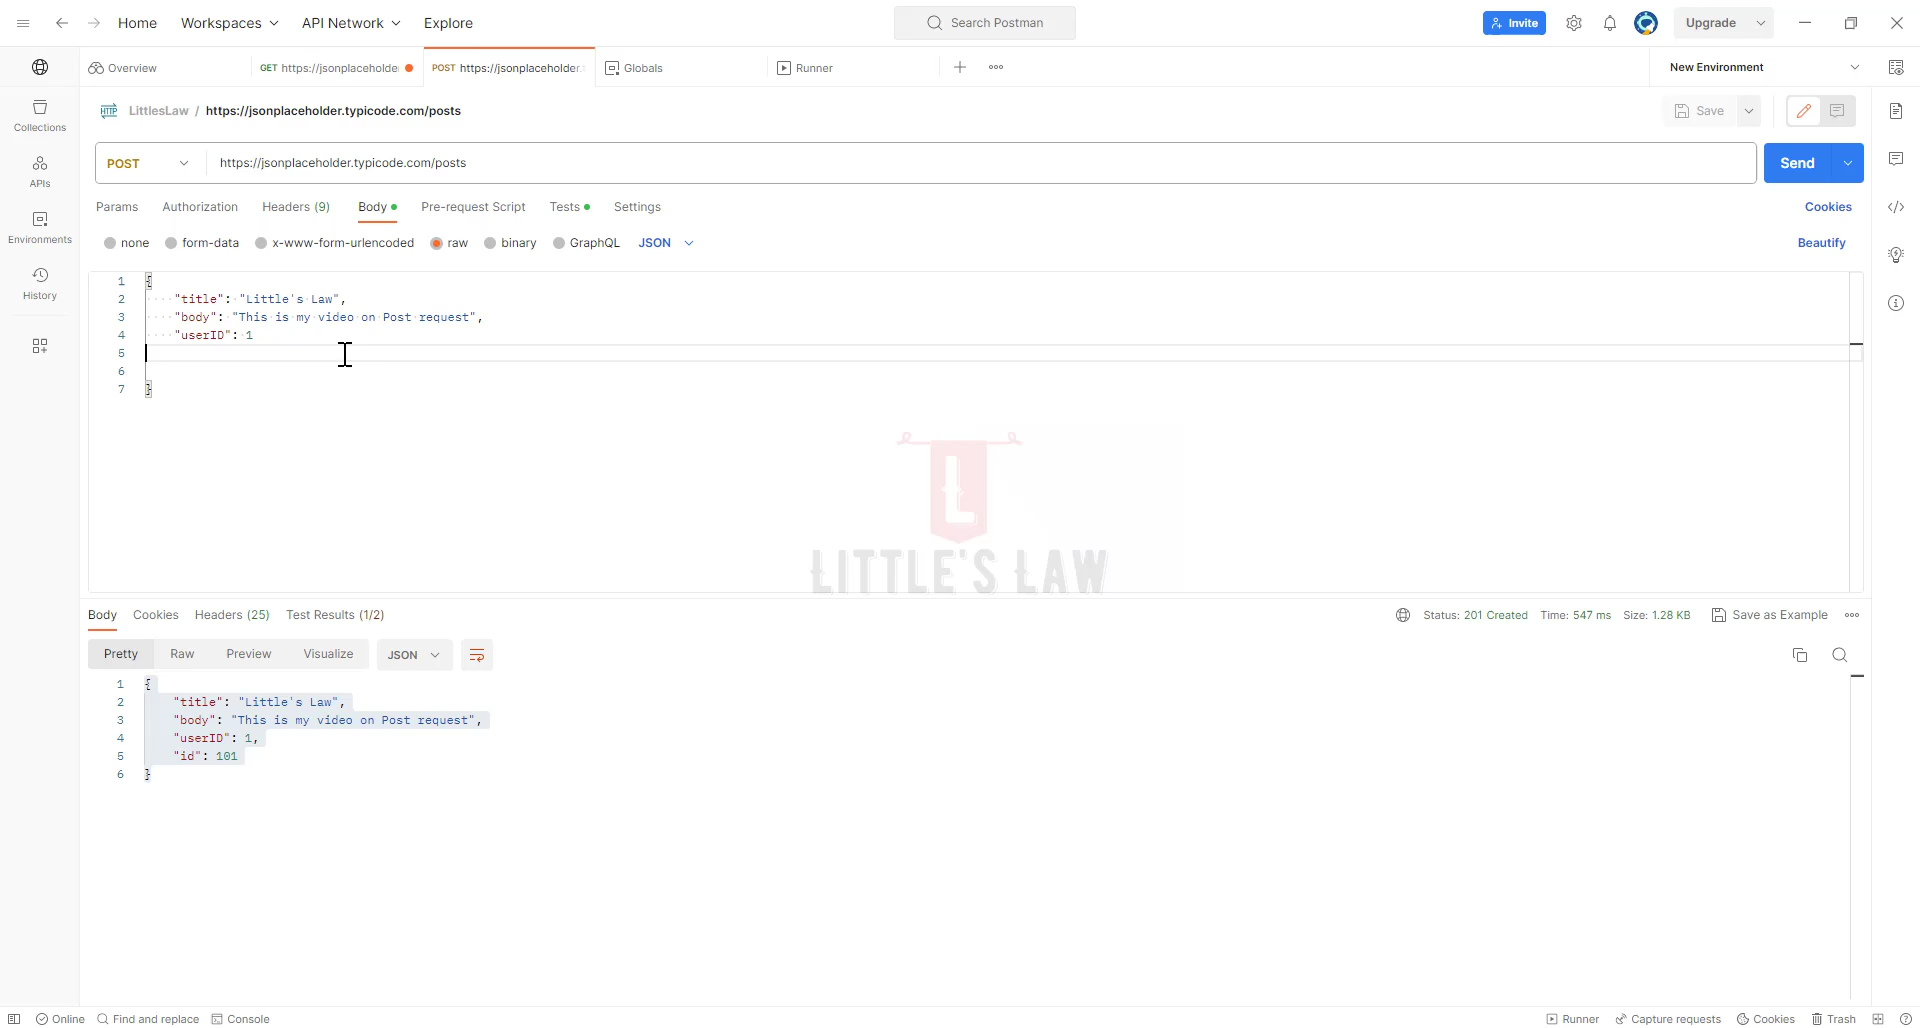 Home Workspaces API Network Explore Search Postman Invite Upgrade
Overview GET https://jsonplaceholde POST https://jsonplaceholder. Globals Runner New Environment
HTTP LittlesLaw / https://jsonplaceholder.typicode.com/posts Save
Collections
APIs
Environments
History
POST https://jsonplaceholder.typicode.com/posts Send
Params Authorization Headers (9) Body Pre-request Script Tests Settings Cookies
none form-data x-www-form-urlencoded raw binary GraphQL JSON Beautify
1 {
2 "title": "Little's Law",
3 "body": "This is my video on Post request",
4 "userID": 1
5
6
7 }
L
LITTLE'S LAW
Body Cookies Headers (25) Test Results (1/2) Status: 201 Created Time: 547 ms Size: 1.28 KB Save as Example
Pretty Raw Preview Visualize JSON
1 {
2 "title": "Little's Law",
3 "body": "This is my video on Post request",
4 "userID": 1,
5 "id": 101
6 }
Online Find and replace Console Runner Capture requests Cookies Trash